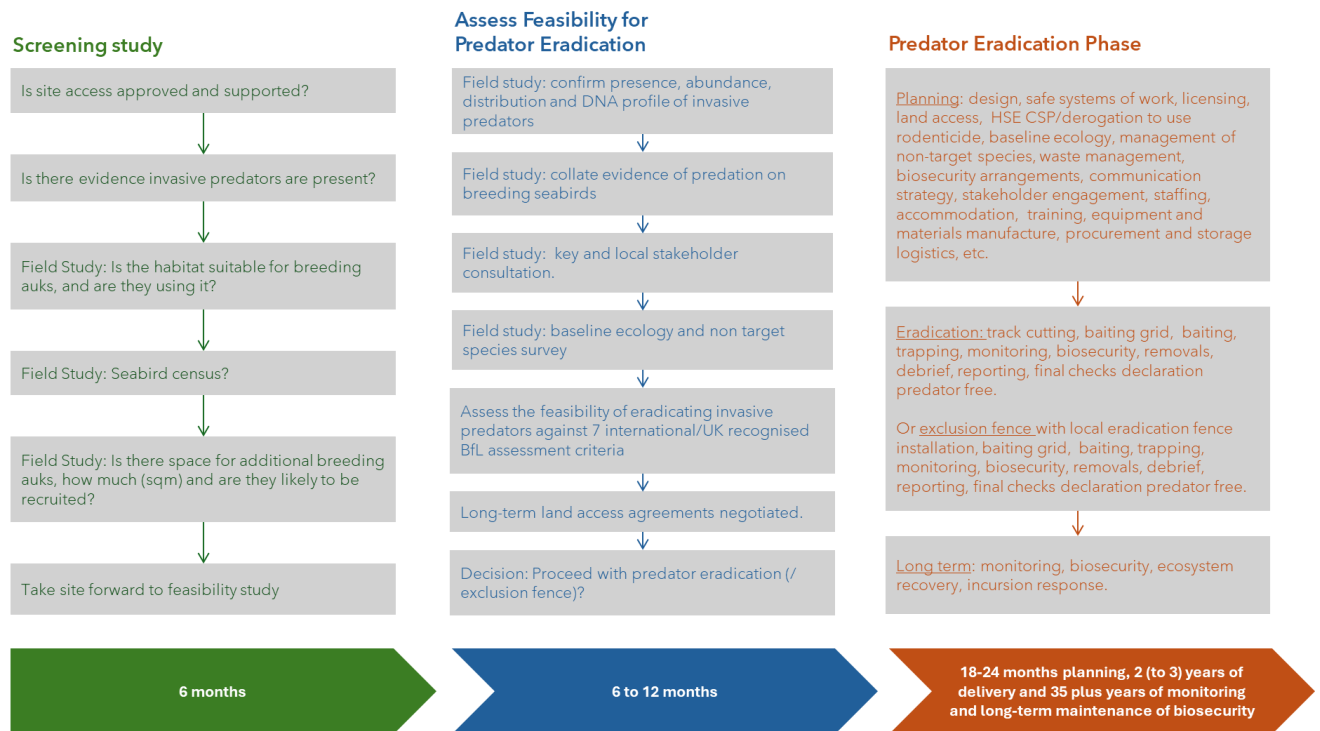 Screening study
Is site access approved and supported?
Is there evidence invasive predators are present?
Field Study: Is the habitat suitable for breeding
auks, and are they using it?
Field Study: Seabird census?
Field Study: Is there space for additional breeding
auks, how much (sqm) and are they likely to be
recruited?
Take site forward to feasibility study
6 months
Assess Feasibility for
Predator Eradication
Field study: confirm presence, abundance,
distribution and DNA profile of invasive
predators
Field study: collate evidence of predation on
breeding seabirds
Field study:  key and local stakeholder
consultation.
Field study: baseline ecology and non target
species survey
Assess the feasibility of eradicating invasive
predators against 7 international/UK recognised
BfL assessment criteria
Long-term land access agreements negotiated.
Decision: Proceed with predator eradication (/
exclusion fence)?
6 to 12 months
Predator Eradication Phase
Planning: design, safe systems of work, licensing,
land access,  HSE CSP/derogation to use
rodenticide, baseline ecology, management of
non-target species, waste management,
biosecurity arrangements, communication
strategy, stakeholder engagement, staffing,
accommodation,  training, equipment and
materials manufacture, procurement and storage
logistics, etc.
Eradication: track cutting, baiting grid,  baiting,
trapping, monitoring, biosecurity, removals,
debrief, reporting, final checks declaration
predator free.
Or exclusion fence with local eradication fence
installation, baiting grid,  baiting, trapping,
monitoring, biosecurity, removals, debrief,
reporting, final checks declaration predator free.
Long term: monitoring, biosecurity, ecosystem
recovery, incursion response.
18-24 months planning, 2 (to 3) years of
delivery and 35 plus years of monitoring
and long-term maintenance of biosecurity